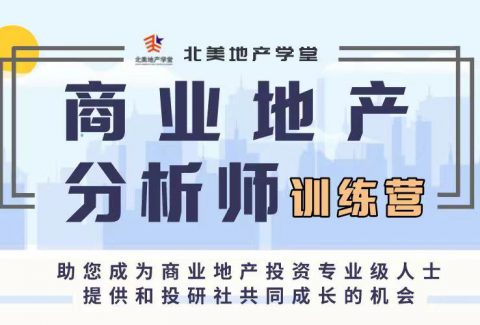 北美地产学堂
北美地产学堂
商业地产
分析师 训练营
助您成为商业地产投资专业级人士
提供和投研社共同成长的机会